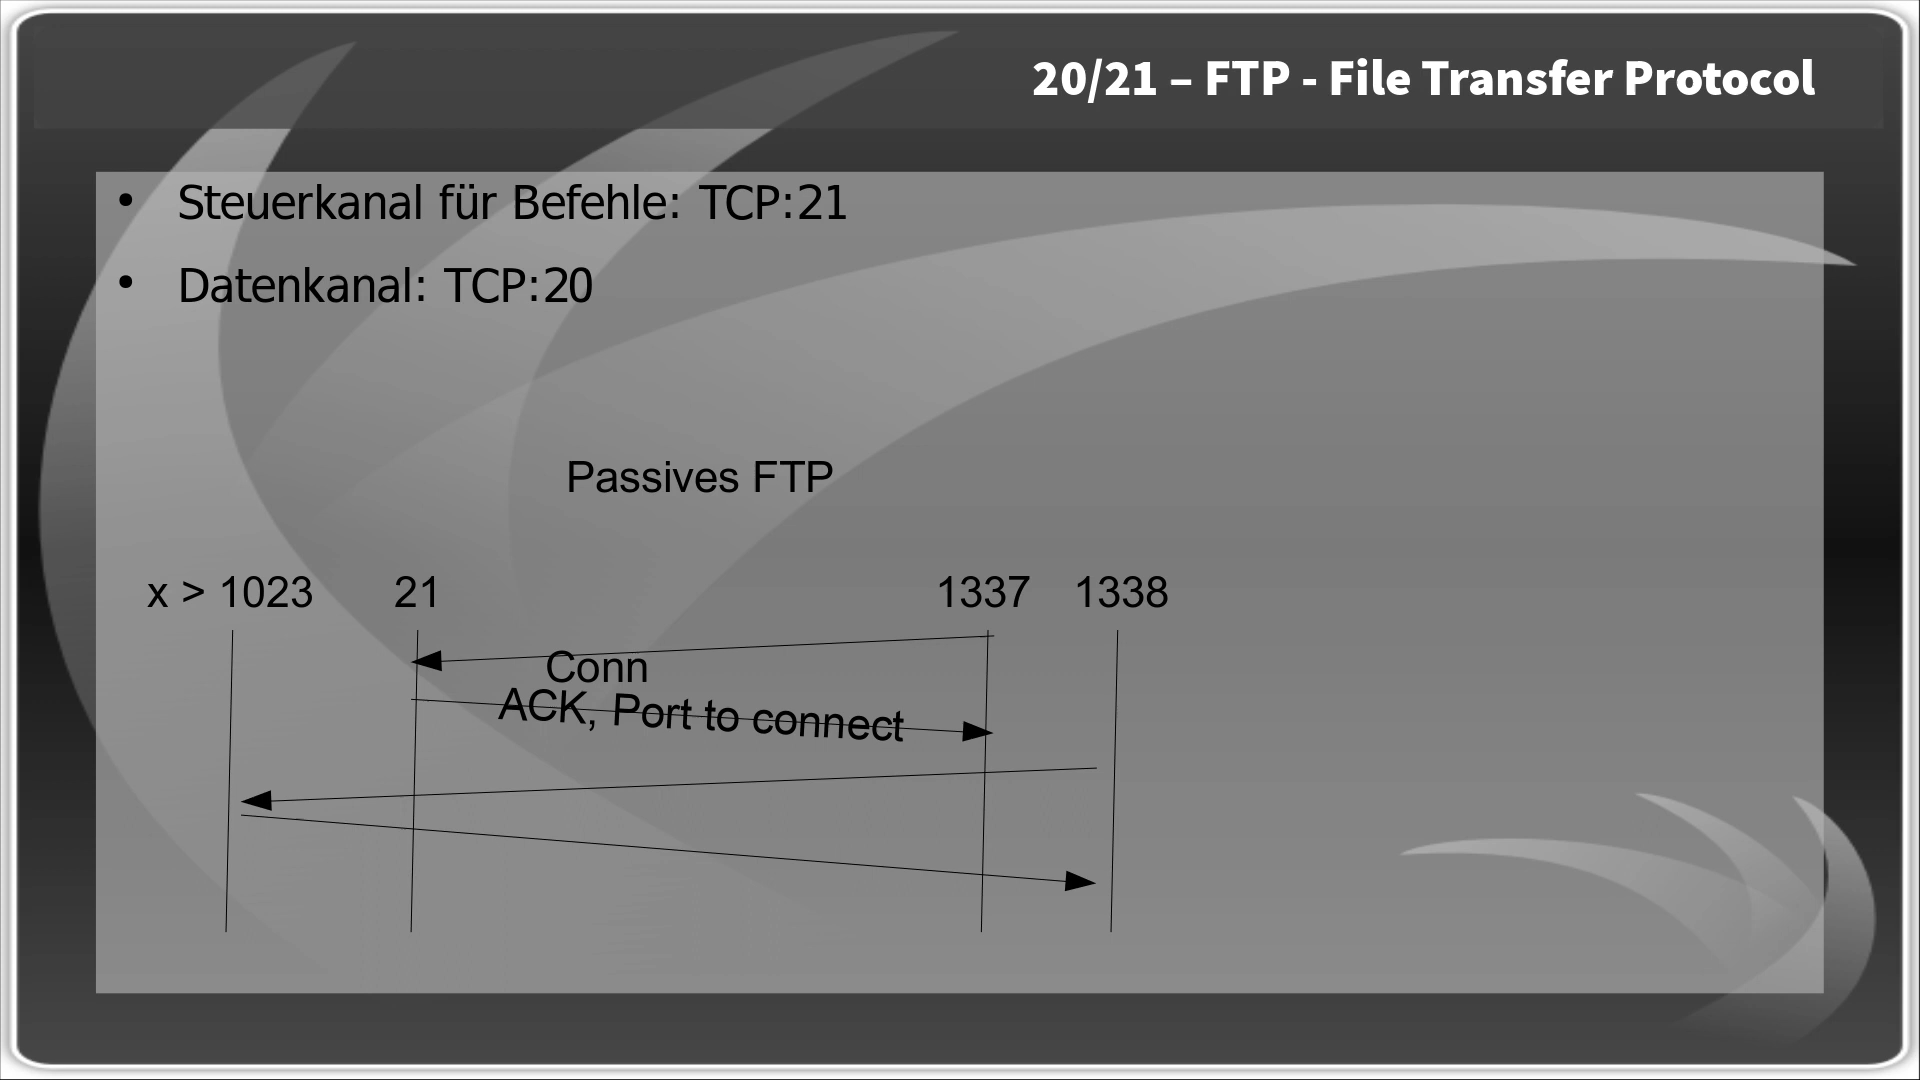 20/21 – FTP - File Transfer Protocol
• Steuerkanal für Befehle: TCP:21
• Datenkanal: TCP:20
Passives FTP
x > 1023 21 1337 1338
Conn
ACK, Port to connect